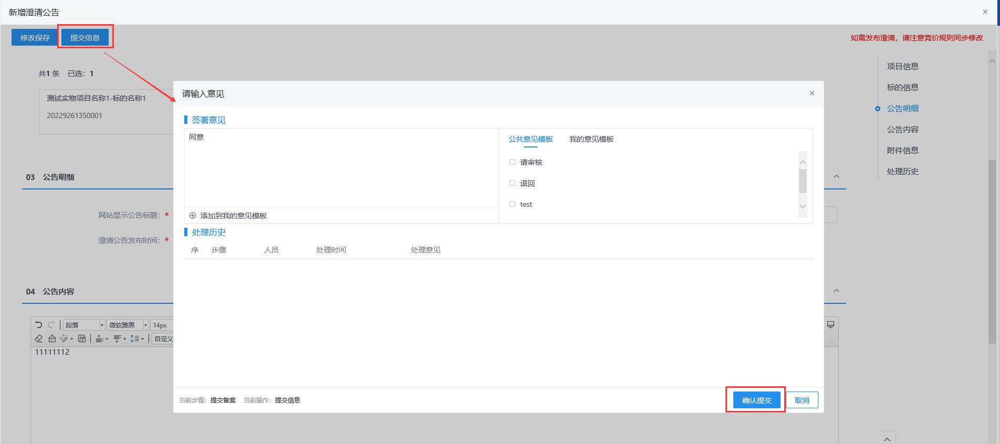 新增澄清公告
修改保存
提交信息
如需发布澄清，请注意竞价规则同步修改
共1 条 已选：1
测试实物项目名称1-标的名称1
20229261350001
项目信息
标的信息
公告明细
公告内容
附件信息
处理历史
03 公告明细
网站显示公告标题：*
澄清公告发布时间：*
04 公告内容
段落 微软雅黑 14px
自定义
11111112
请输入意见
签署意见
同意
添加到我的意见模板
公共意见模板 我的意见模板
请审核
退回
test
处理历史
序 步骤 人员 处理时间 处理意见
当前步骤：提交备案 当前操作：提交信息
确认提交
取消